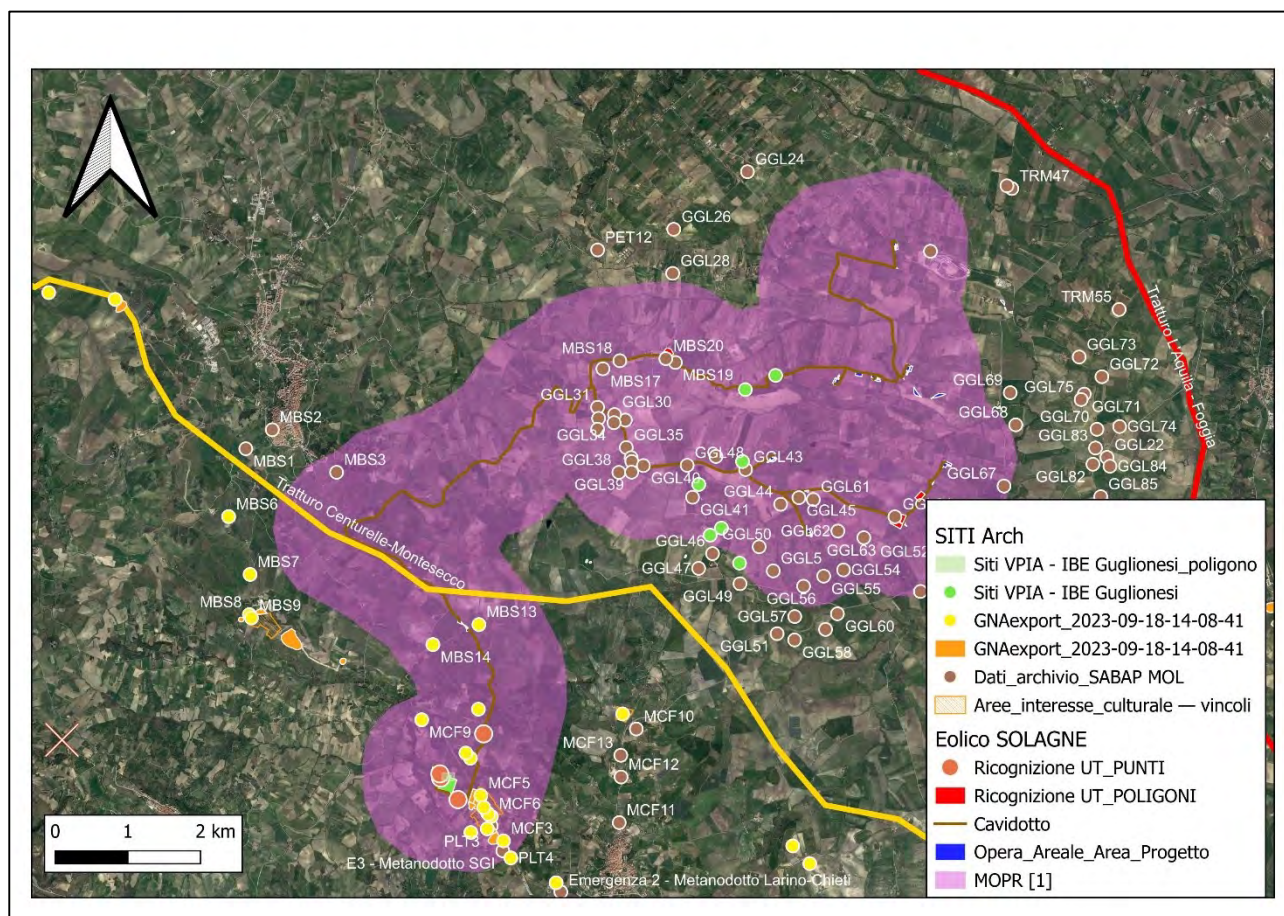 GGL24
TRM47
GGL26
PET12
GGL28
TRM55
GGL73
MBS20
MBS18
GGL72
MBS19
MBS17
GGL69
GGL75
GGL31
GGL30
GGL71
GGL68
GGL70
MBS2
GGL74
GGL34
GGL35
GGL83
GGL22
MBS1
GGL48
GGL43
GGL38
GGL82
GGL84
MBS3
GGL40
GGL67
GGL39
GGL44
GGL61
GGL85
GGL41
GGL45
MBS6
GGL62
GGL46
GGL50
GGL63
GGL52
GGL47
GGL5
GGL54
MBS7
GGL49
GGL56
GGL55
MBS8
MBS9
MBS13
GGL57
GGL60
GGL51
GGL58
MBS14
MCF10
MCF9
MCF13
MCF12
MCF5
MCF6
MCF11
MCF3
PLT3
PLT4
E3 - Metanodotto SGI
Emergenza 2 - Metanodotto Larino-Chieti
Tratturo Centurelle-Montesecco
Tratturo L'Aquila - Foggia
0 1 2 km
SITI Arch
Siti VPIA - IBE Guglionesi_poligono
Siti VPIA - IBE Guglionesi
GNAexport_2023-09-18-14-08-41
GNAexport_2023-09-18-14-08-41
Dati_archivio_SABAP MOL
Aree_interesse_culturale — vincoli
Eolico SOLAGNE
Ricognizione UT_PUNTI
Ricognizione UT_POLIGONI
Cavidotto
Opera_Areale_Area_Progetto
MOPR [1]